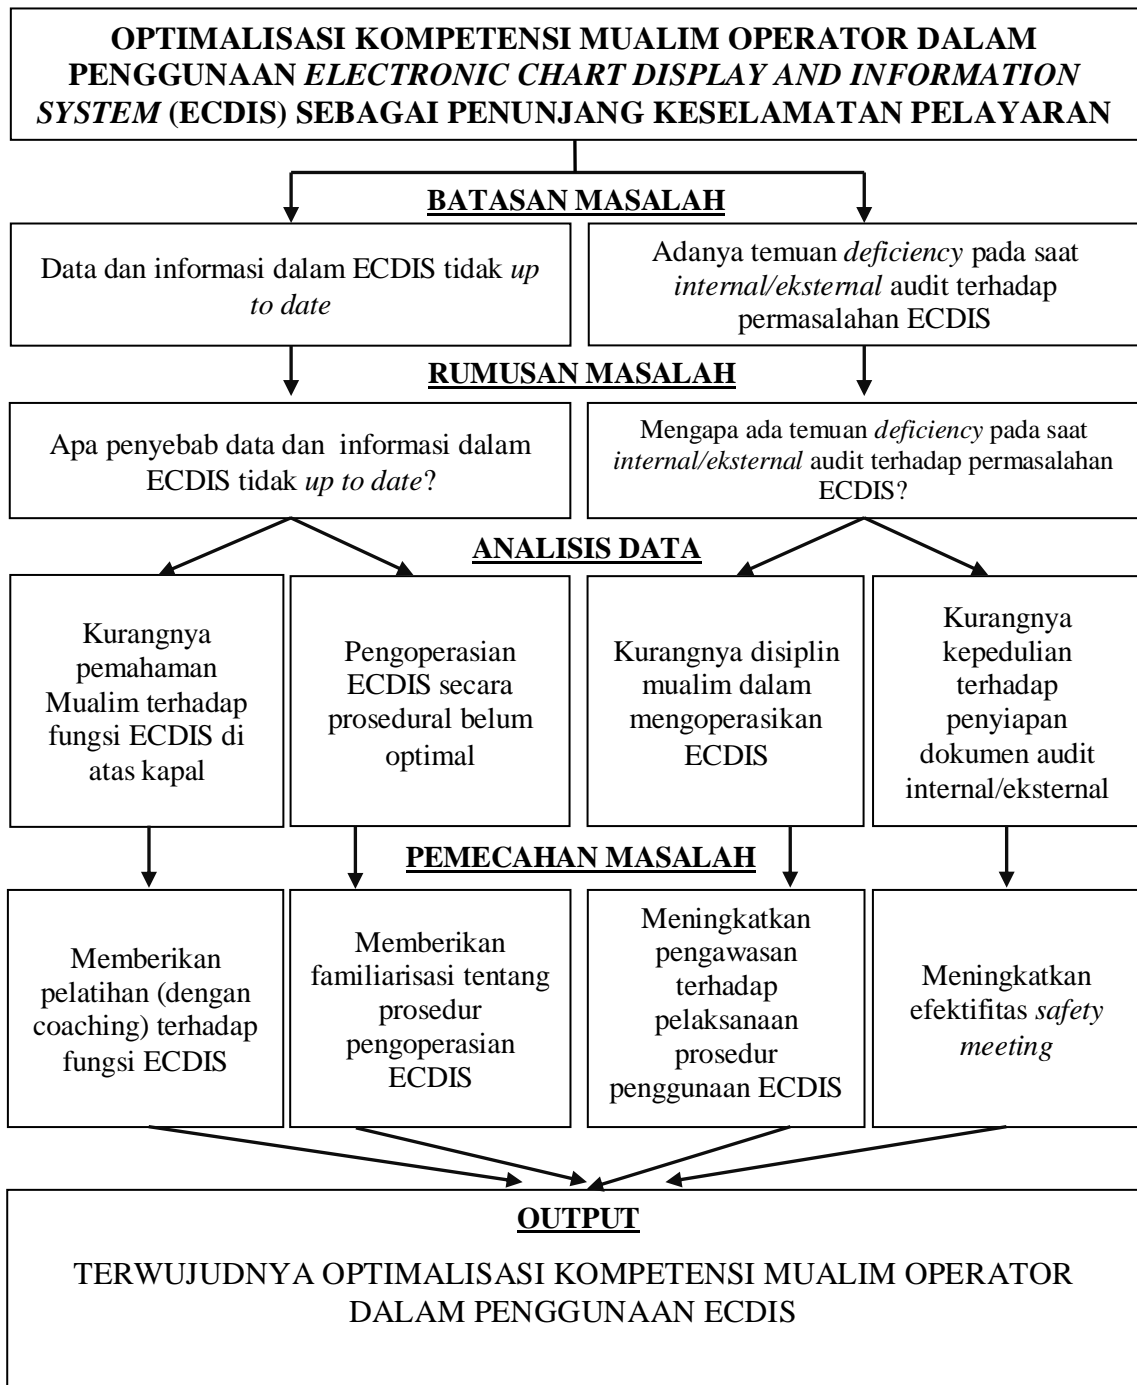 OPTIMALISASI KOMPETENSI MUALIM OPERATOR DALAM
PENGGUNAAN ELECTRONIC CHART DISPLAY AND INFORMATION
SYSTEM (ECDIS) SEBAGAI PENUNJANG KESELAMATAN PELAYARAN
BATASAN MASALAH
Data dan informasi dalam ECDIS tidak up
to date
Adanya temuan deficiency pada saat
internal/eksternal audit terhadap
permasalahan ECDIS
RUMUSAN MASALAH
Apa penyebab data dan informasi dalam
ECDIS tidak up to date?
Mengapa ada temuan deficiency pada saat
internal/eksternal audit terhadap permasalahan
ECDIS?
ANALISIS DATA
Kurangnya
pemahaman
Mualim terhadap
fungsi ECDIS di
atas kapal
Pengoperasian
ECDIS secara
prosedural belum
optimal
Kurangnya disiplin
mualim dalam
mengoperasikan
ECDIS
Kurangnya
kepedulian
terhadap
penyiapan
dokumen audit
internal/eksternal
PEMECAHAN MASALAH
Memberikan
pelatihan (dengan
coaching) terhadap
fungsi ECDIS
Memberikan
familiarisasi tentang
prosedur
pengoperasian
ECDIS
Meningkatkan
pengawasan
terhadap
pelaksanaan
prosedur
penggunaan ECDIS
Meningkatkan
efektifitas safety
meeting
OUTPUT
TERWUJUDNYA OPTIMALISASI KOMPETENSI MUALIM OPERATOR
DALAM PENGGUNAAN ECDIS